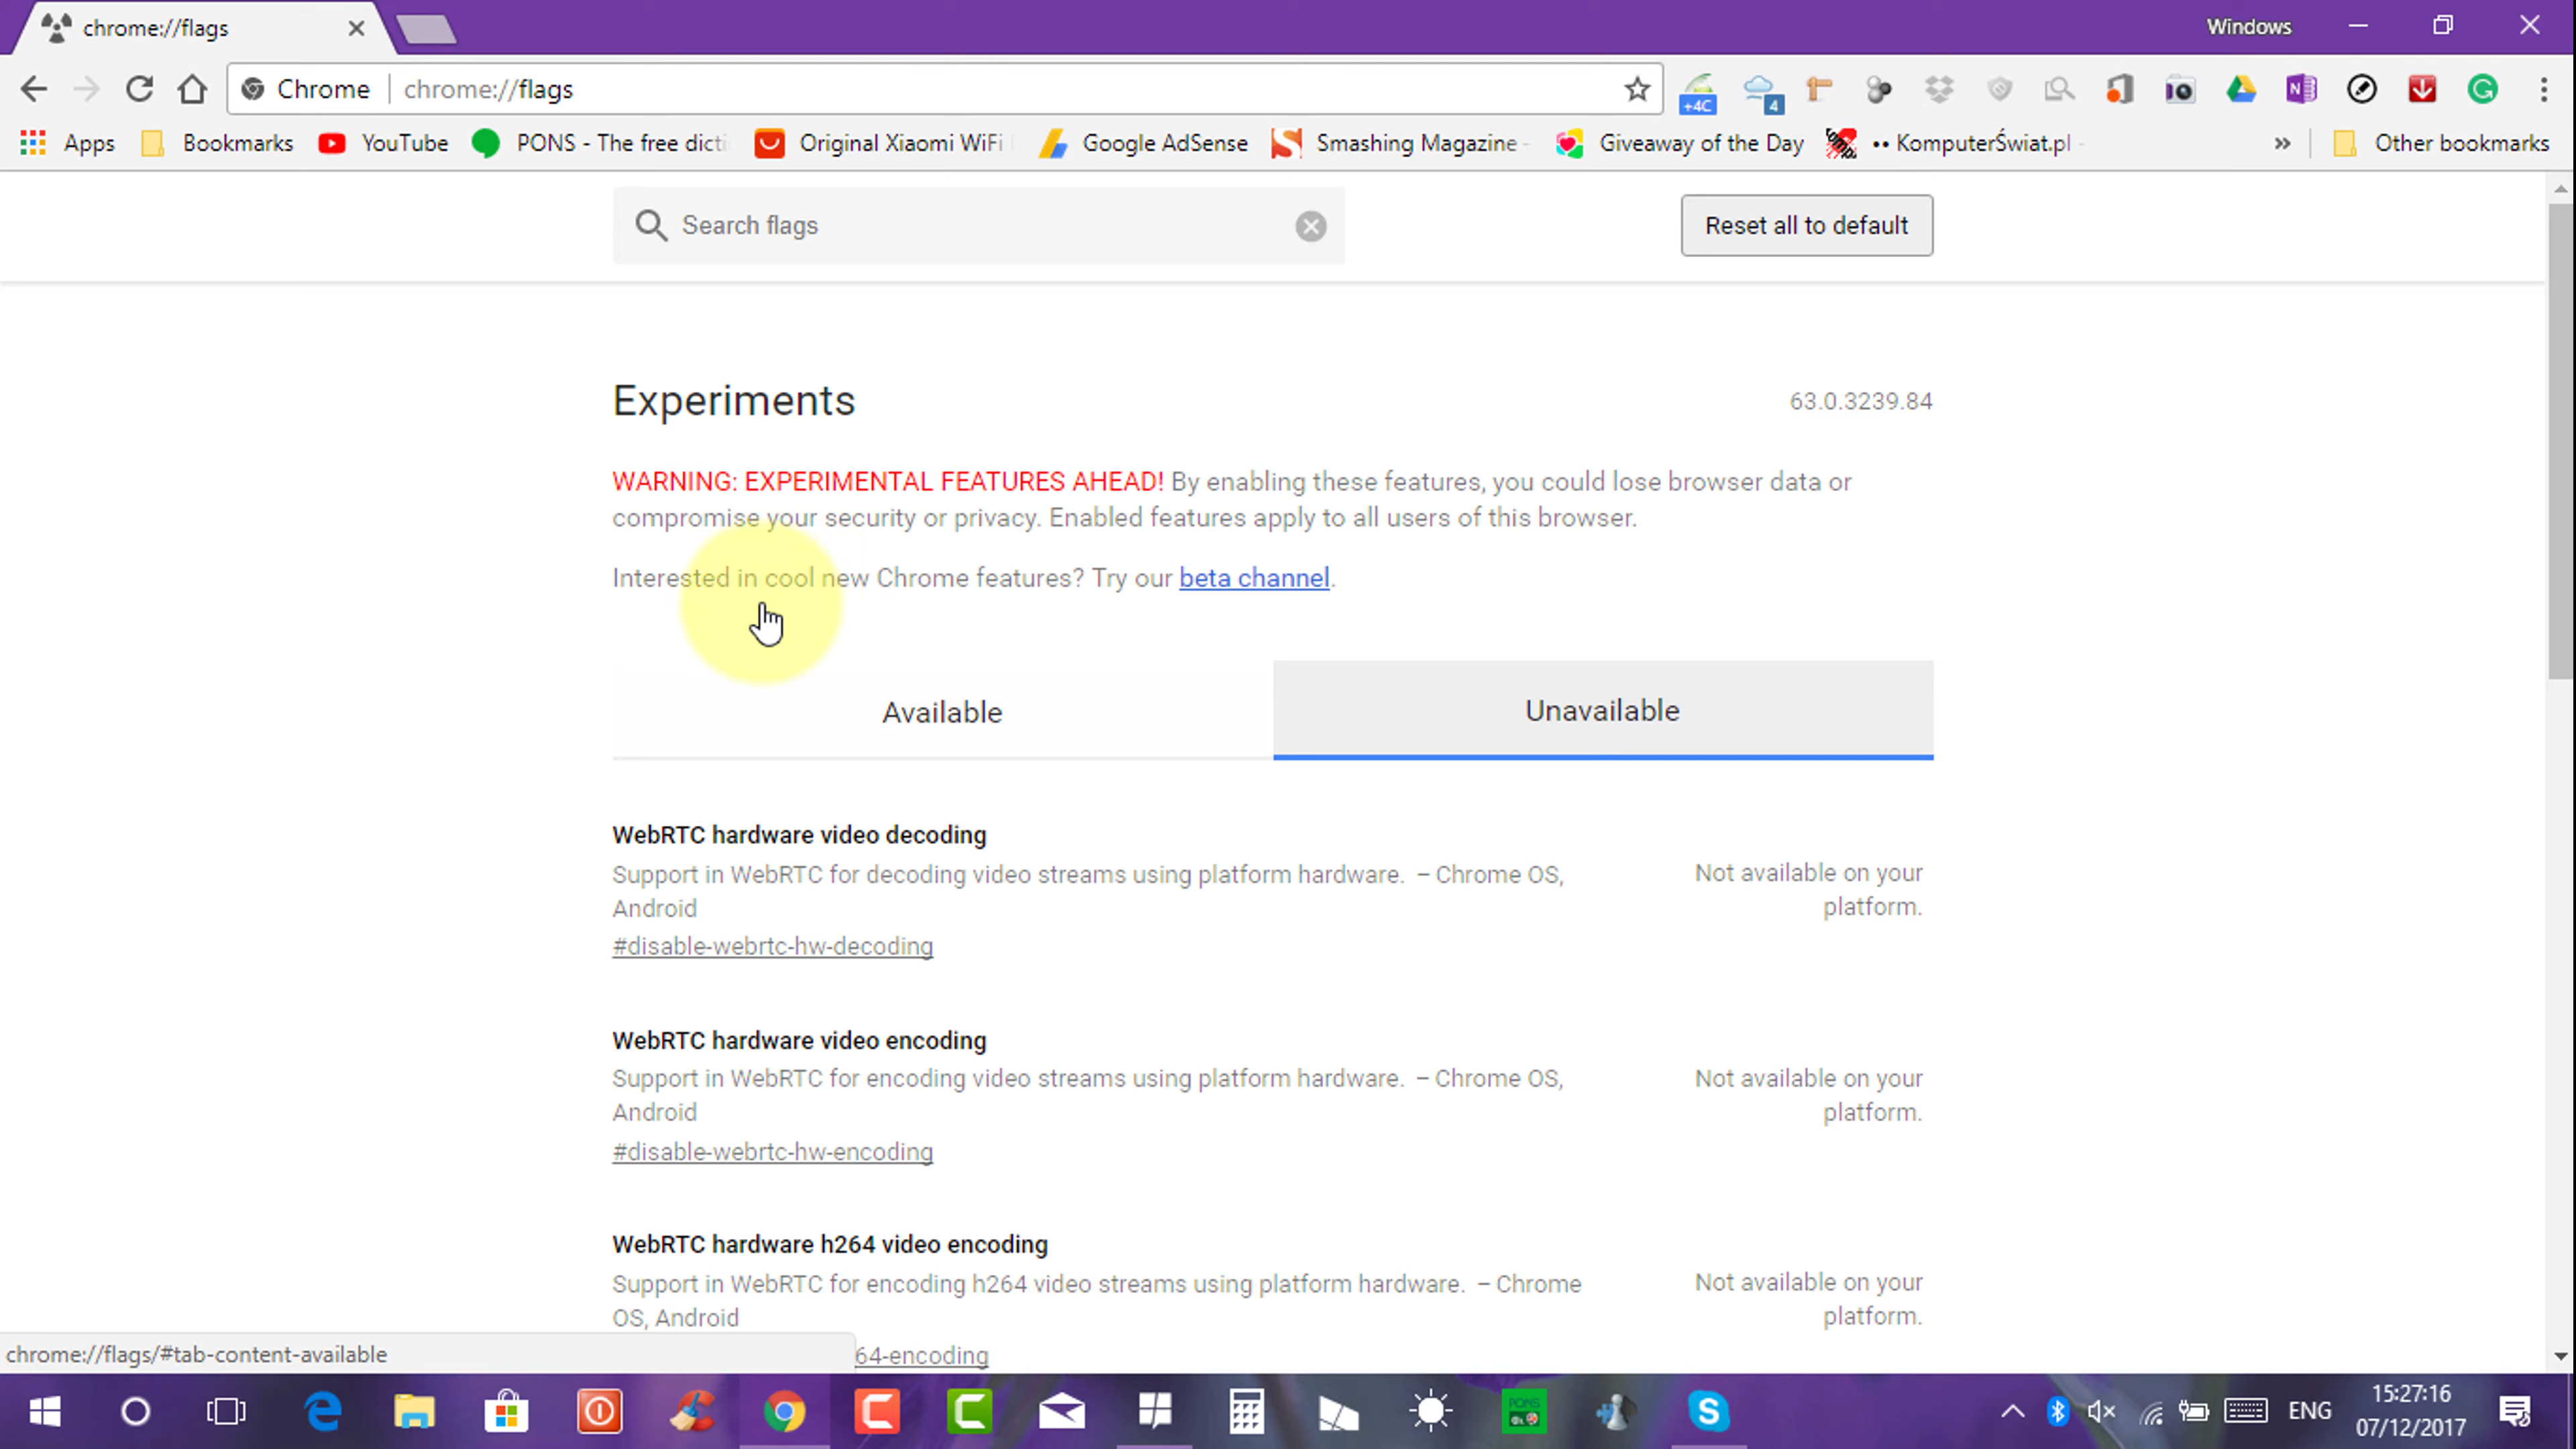 chrome://flags
Windows
Chrome chrome://flags
+4C
4
Apps Bookmarks YouTube PONS - The free dicti Original Xiaomi WiFi Google AdSense Smashing Magazine - Giveaway of the Day •• KomputerŚwiat.pl - » Other bookmarks
Search flags
Reset all to default
Experiments
63.0.3239.84
WARNING: EXPERIMENTAL FEATURES AHEAD! By enabling these features, you could lose browser data or
compromise your security or privacy. Enabled features apply to all users of this browser.
Interested in cool new Chrome features? Try our beta channel.
Available
Unavailable
WebRTC hardware video decoding
Support in WebRTC for decoding video streams using platform hardware. – Chrome OS,
Android
#disable-webrtc-hw-decoding
Not available on your
platform.
WebRTC hardware video encoding
Support in WebRTC for encoding video streams using platform hardware. – Chrome OS,
Android
#disable-webrtc-hw-encoding
Not available on your
platform.
WebRTC hardware h264 video encoding
Support in WebRTC for encoding h264 video streams using platform hardware. – Chrome
OS, Android
64-encoding
Not available on your
platform.
chrome://flags/#tab-content-available
PONS
ENG
15:27:16
07/12/2017